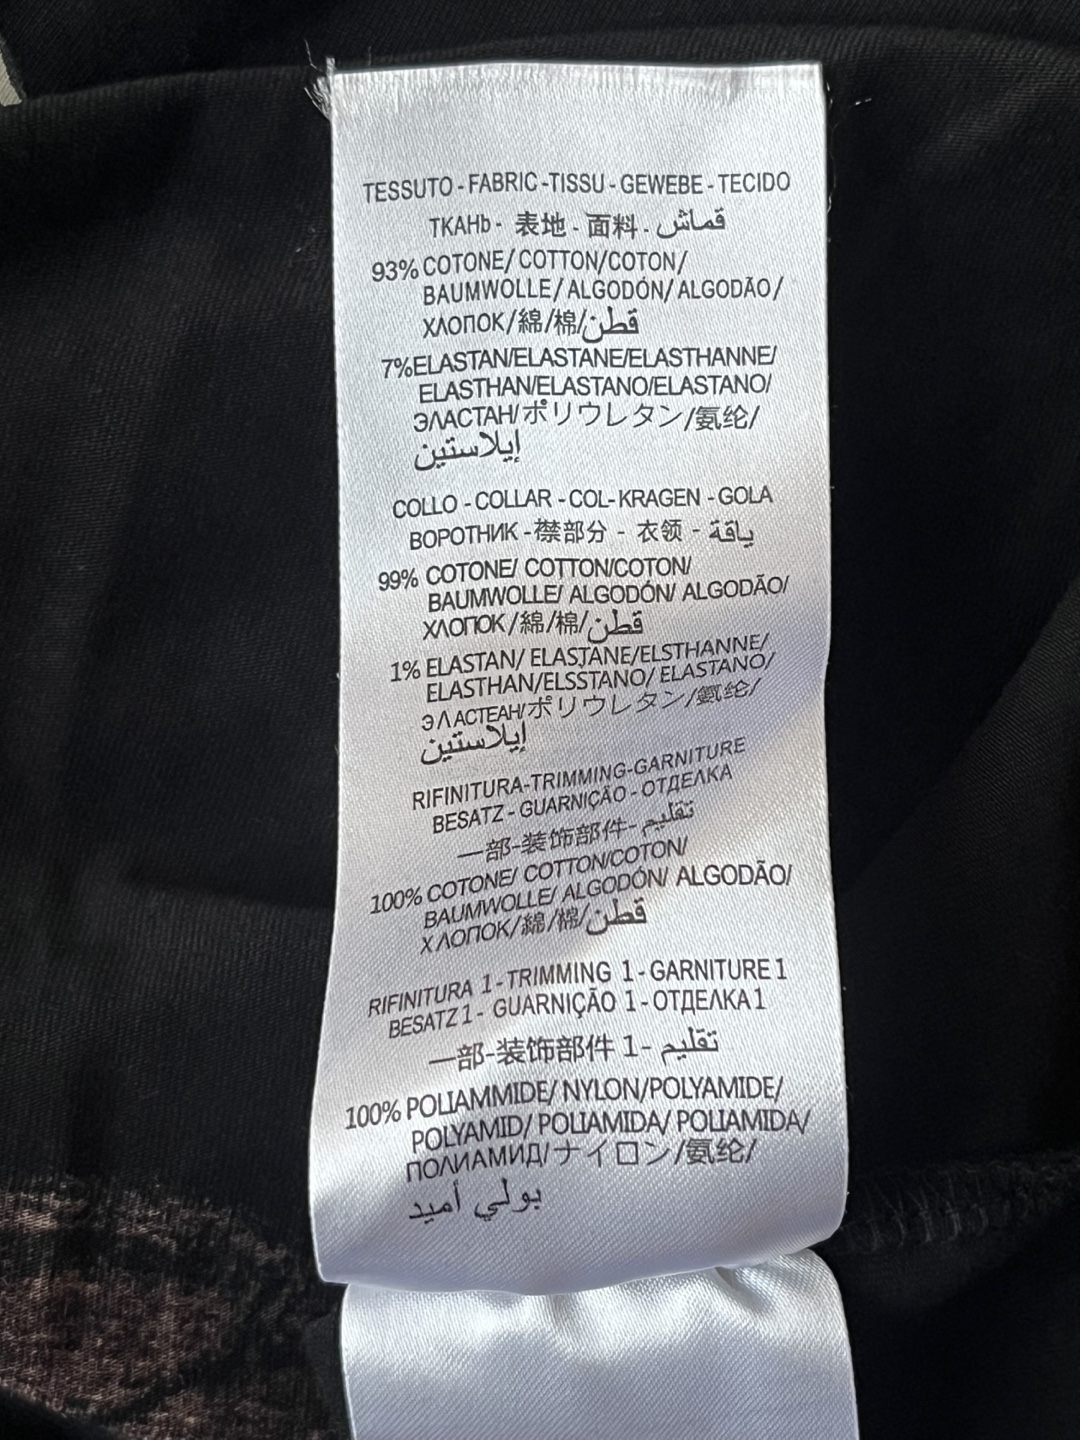 TESSUTO - FABRIC -TISSU - GEWEBE - TECIDO
TKAHb - 表地 - 面料 - قماش
93% COTONE/ COTTON/COTON/
BAUMWOLLE/ ALGODÓN/ ALGODÃO/
ХЛОПОК/綿/棉/قطن
7%ELASTAN/ELASTANE/ELASTHANNE/
ELASTHAN/ELASTANO/ELASTANO/
ЭЛАСТАН/ポリウレタン/氨纶/
إيلاستين
COLLO - COLLAR - COL- KRAGEN - GOLA
ВОРОТНИК - 襟部分 - 衣领 - ياقة
99% COTONE/ COTTON/COTON/
BAUMWOLLE/ ALGODÓN/ ALGODÃO/
ХЛОПОК/綿/棉/قطن
1% ELASTAN/ ELASTANE/ELSTHANNE/
ELASTHAN/ELSSTANO/ ELASTANO/
ЭЛАСТЕАН/ポリウレタン/氨纶/
إيلاستين
RIFINITURA-TRIMMING-GARNITURE
BESATZ - GUARNIÇÃO - ОТДЕЛКА
一部-装饰部件-تقليم
100% COTONE/ COTTON/COTON/
BAUMWOLLE/ ALGODÓN/ ALGODÃO/
ХЛОПОК/綿/棉/قطن
RIFINITURA 1-TRIMMING 1-GARNITURE 1
BESATZ 1- GUARNIÇÃO 1-ОТДЕЛКА 1
一部-装饰部件 1- تقليم
100% POLIAMMIDE/ NYLON/POLYAMIDE/
POLYAMID/ POLIAMIDA/ POLIAMIDA/
ПОЛИАМИД/ナイロン/氨纶/
بولي أميد